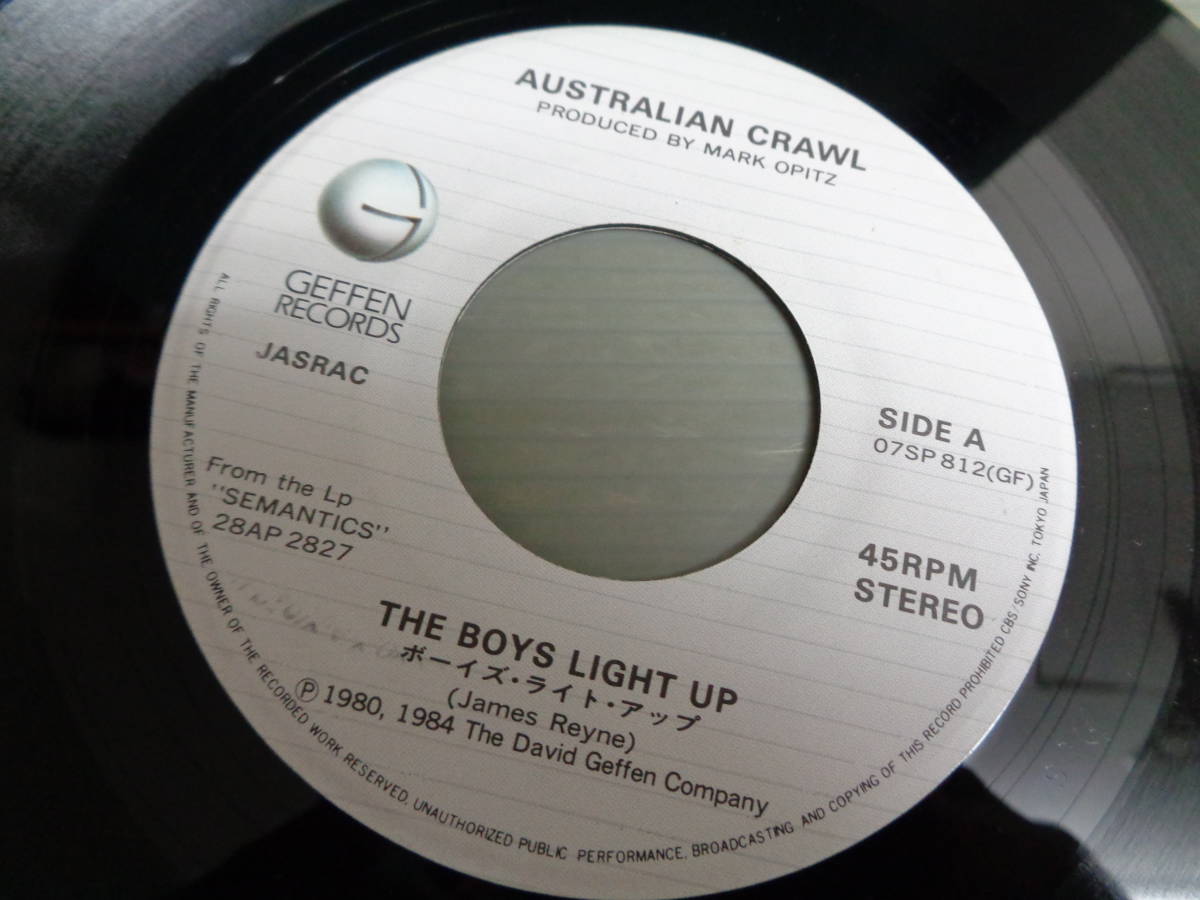 AUSTRALIAN CRAWL
PRODUCED BY MARK OPITZ
GEFFEN
RECORDS
JASRAC
SIDE A
07SP 812(GF)
From the Lp
"SEMANTICS"
28AP 2827
45RPM
STEREO
THE BOYS LIGHT UP
ボーイズ・ライト・アップ
(James Reyne)
Ⓟ 1980, 1984 The David Geffen Company
ALL RIGHTS OF THE MANUFACTURER AND OF THE OWNER OF THE RECORDED WORK RESERVED. UNAUTHORIZED PUBLIC PERFORMANCE, BROADCASTING AND COPYING OF THIS RECORD PROHIBITED CBS/SONY INC. TOKYO JAPAN